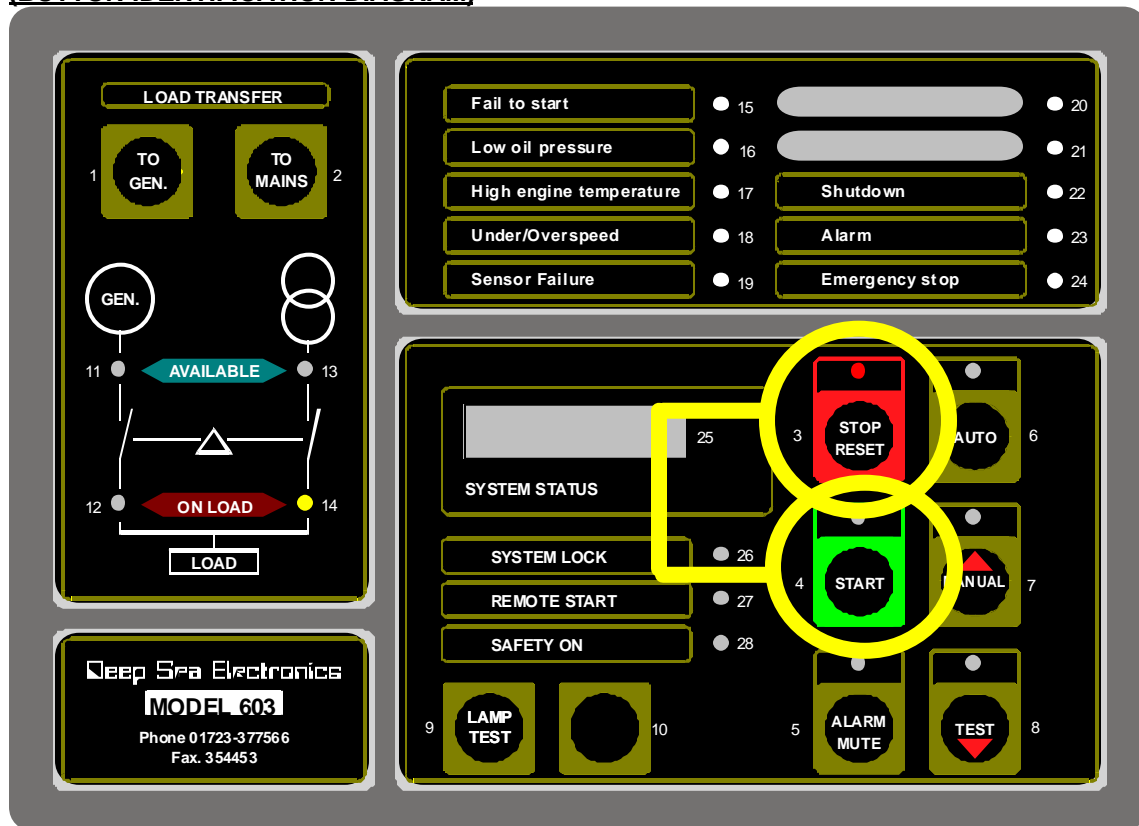 [BUTTON IDENTIFICATION DIAGRAM]
LOAD TRANSFER
TO
GEN.
1
TO
MAINS
2
GEN.
11
AVAILABLE
13
12
ON LOAD
14
LOAD
Deep Sea Electronics
MODEL 603
Phone 01723-377566
Fax. 354453
Fail to start
15
20
Low oil pressure
16
21
High engine temperature
17
Shutdown
22
Under/Overspeed
18
Alarm
23
Sensor Failure
19
Emergency stop
24
25
SYSTEM STATUS
3
STOP
RESET
AUTO
6
SYSTEM LOCK
26
REMOTE START
27
SAFETY ON
28
4
START
MANUAL
7
9
LAMP
TEST
10
5
ALARM
MUTE
TEST
8